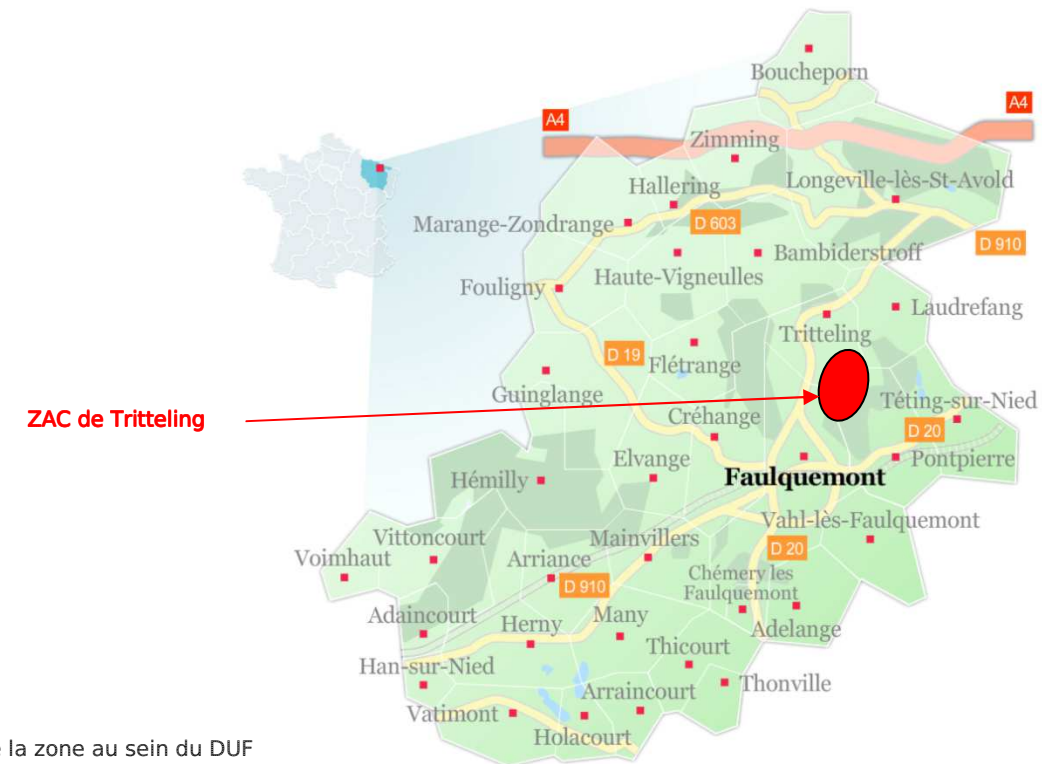 Boucheporn
A4
A4
Zimming
Hallering
Longeville-lès-St-Avold
Marange-Zondrange
D 603
D 910
Haute-Vigneulles
Bambiderstroff
Fouligny
Laudrefang
Tritteling
D 19
Flétrange
Guinglange
ZAC de Tritteling
Téting-sur-Nied
Créhange
D 20
Elvange
Pontpierre
Hémilly
Faulquemont
Vahl-lès-Faulquemont
Vittoncourt
Mainvillers
Voimhaut
Arriance
D 20
D 910
Chémery les
Faulquemont
Adaincourt
Herny
Many
Adelange
Thicourt
Han-sur-Nied
Thonville
Arraincourt
Vatimont
Holacourt
la zone au sein du DUF